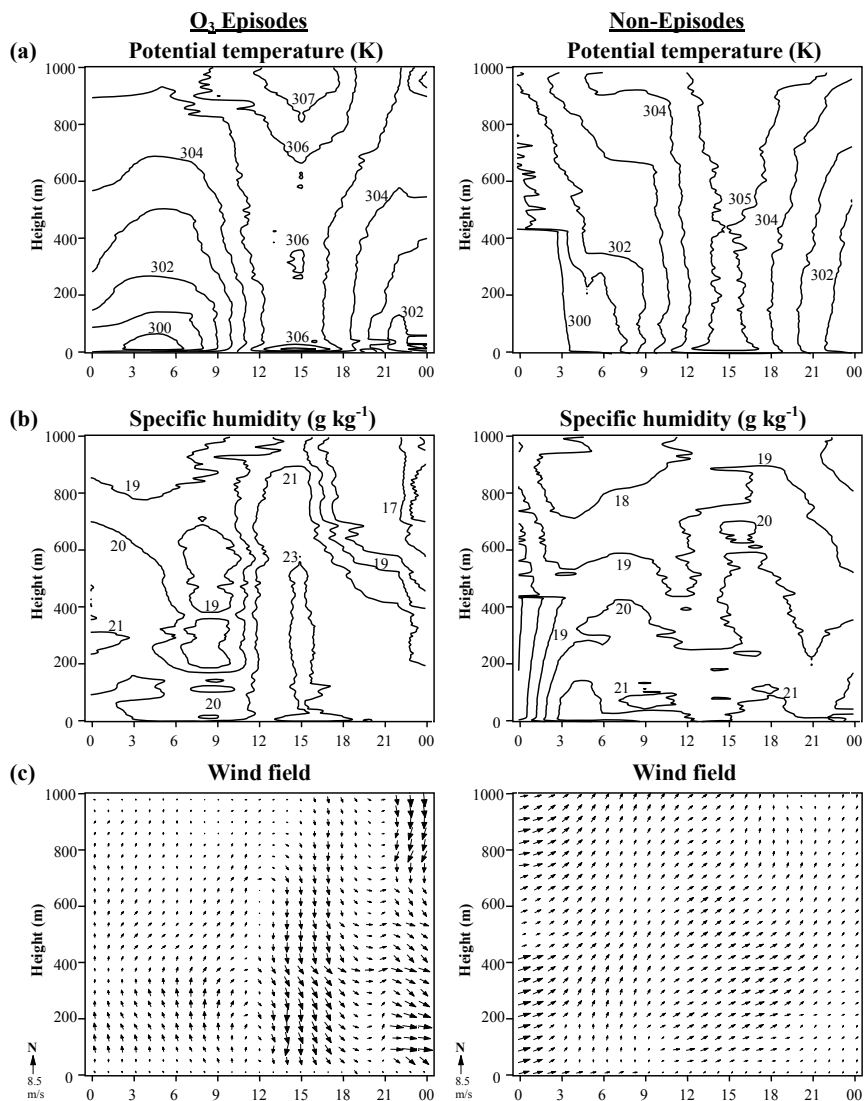 O3 Episodes
Non-Episodes
(a) Potential temperature (K)
Potential temperature (K)
Height (m)
1000
800
600
400
200
0
307
306
304
304
306
302
302
300
306
0 3 6 9 12 15 18 21 00
Height (m)
1000
800
600
400
200
0
304
305
304
302
302
300
0 3 6 9 12 15 18 21 00
(b) Specific humidity (g kg-1)
Specific humidity (g kg-1)
Height (m)
1000
800
600
400
200
0
19
21
17
20
23
19
19
21
20
0 3 6 9 12 15 18 21 00
Height (m)
1000
800
600
400
200
0
19
18
20
19
20
19
21
21
0 3 6 9 12 15 18 21 00
(c) Wind field
Wind field
Height (m)
1000
800
600
400
200
0
N
8.5
m/s
0 3 6 9 12 15 18 21 00
Height (m)
1000
800
600
400
200
0
N
8.5
m/s
0 3 6 9 12 15 18 21 00